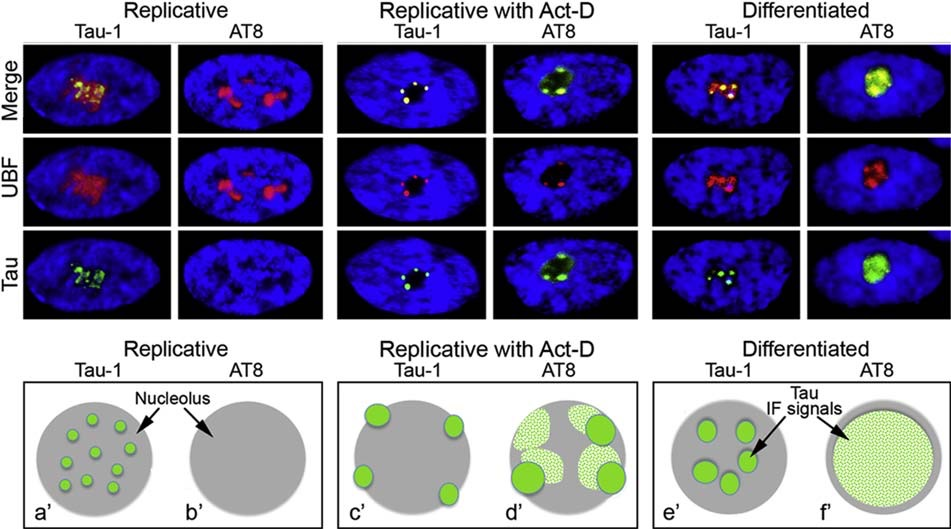 Replicative Replicative with Act-D Differentiated
Tau-1 AT8 Tau-1 AT8 Tau-1 AT8
Merge
UBF
Tau
Replicative Replicative with Act-D Differentiated
Tau-1 AT8 Tau-1 AT8 Tau-1 AT8
Nucleolus Tau
IF signals
a' b' c' d' e' f'